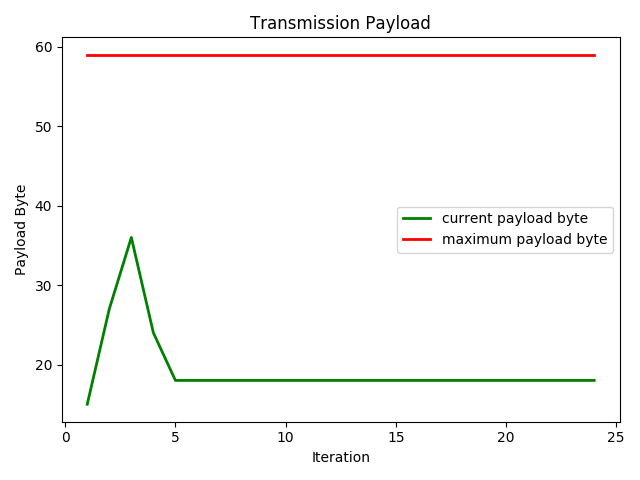 Transmission Payload
60
50
40
30
20
Payload Byte
current payload byte
maximum payload byte
0 5 10 15 20 25
Iteration